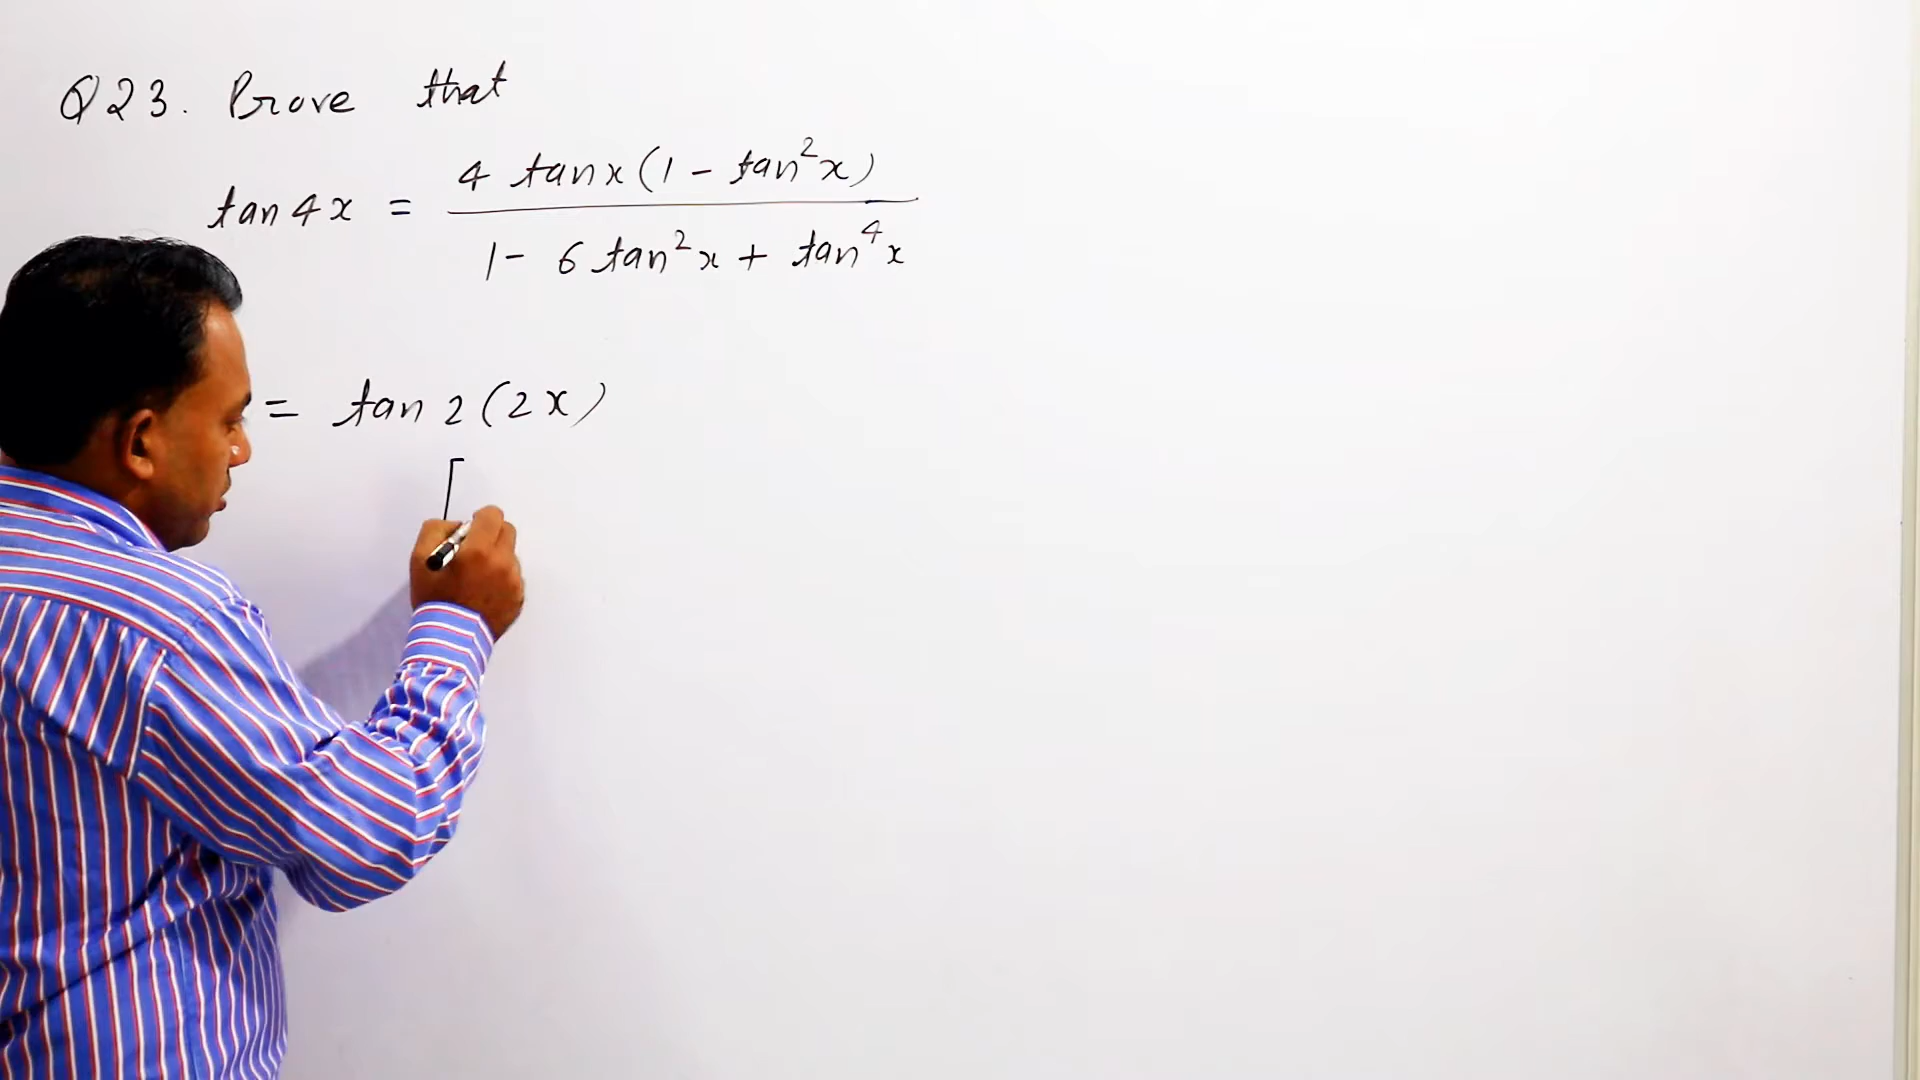 Q23. Prove that
tan 4x = 4 tan x (1 - tan²x) / 1 - 6 tan²x + tan⁴x
= tan 2 (2x)
[